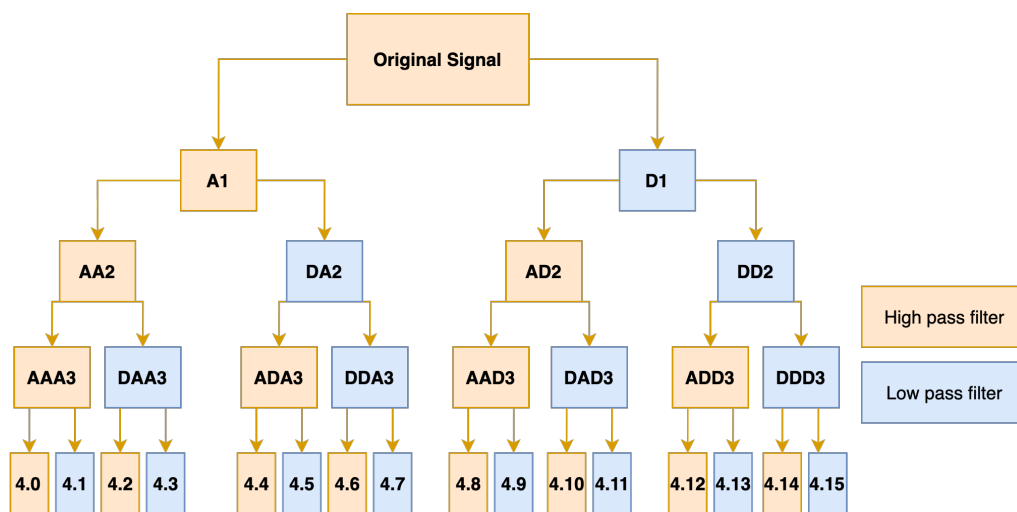 Original Signal
A1
D1
AA2
DA2
AD2
DD2
High pass filter
AAA3
DAA3
ADA3
DDA3
AAD3
DAD3
ADD3
DDD3
Low pass filter
4.0
4.1
4.2
4.3
4.4
4.5
4.6
4.7
4.8
4.9
4.10
4.11
4.12
4.13
4.14
4.15